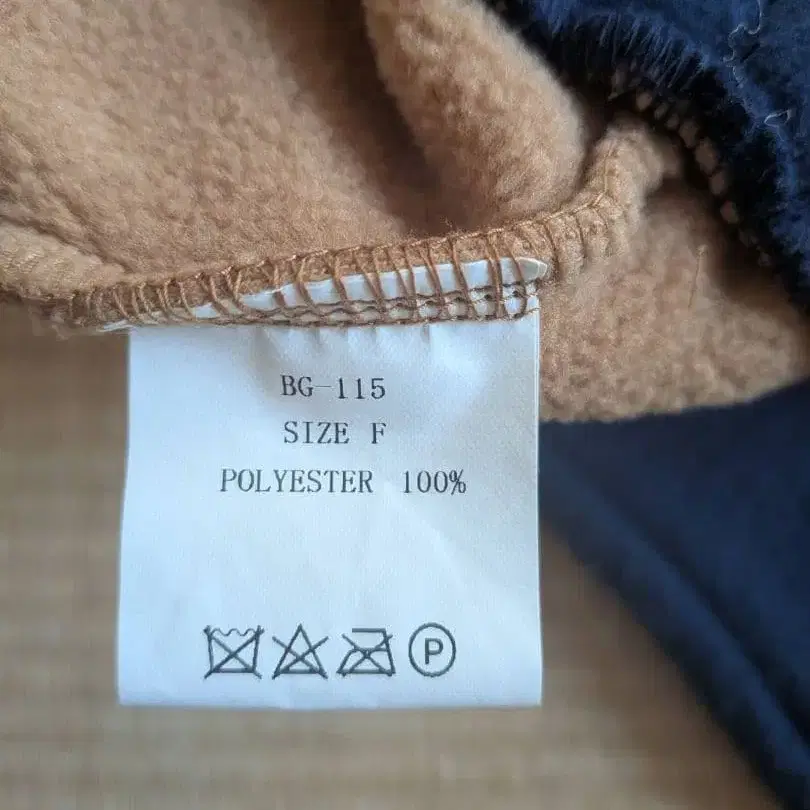 BG-115
SIZE F
POLYESTER 100%
P